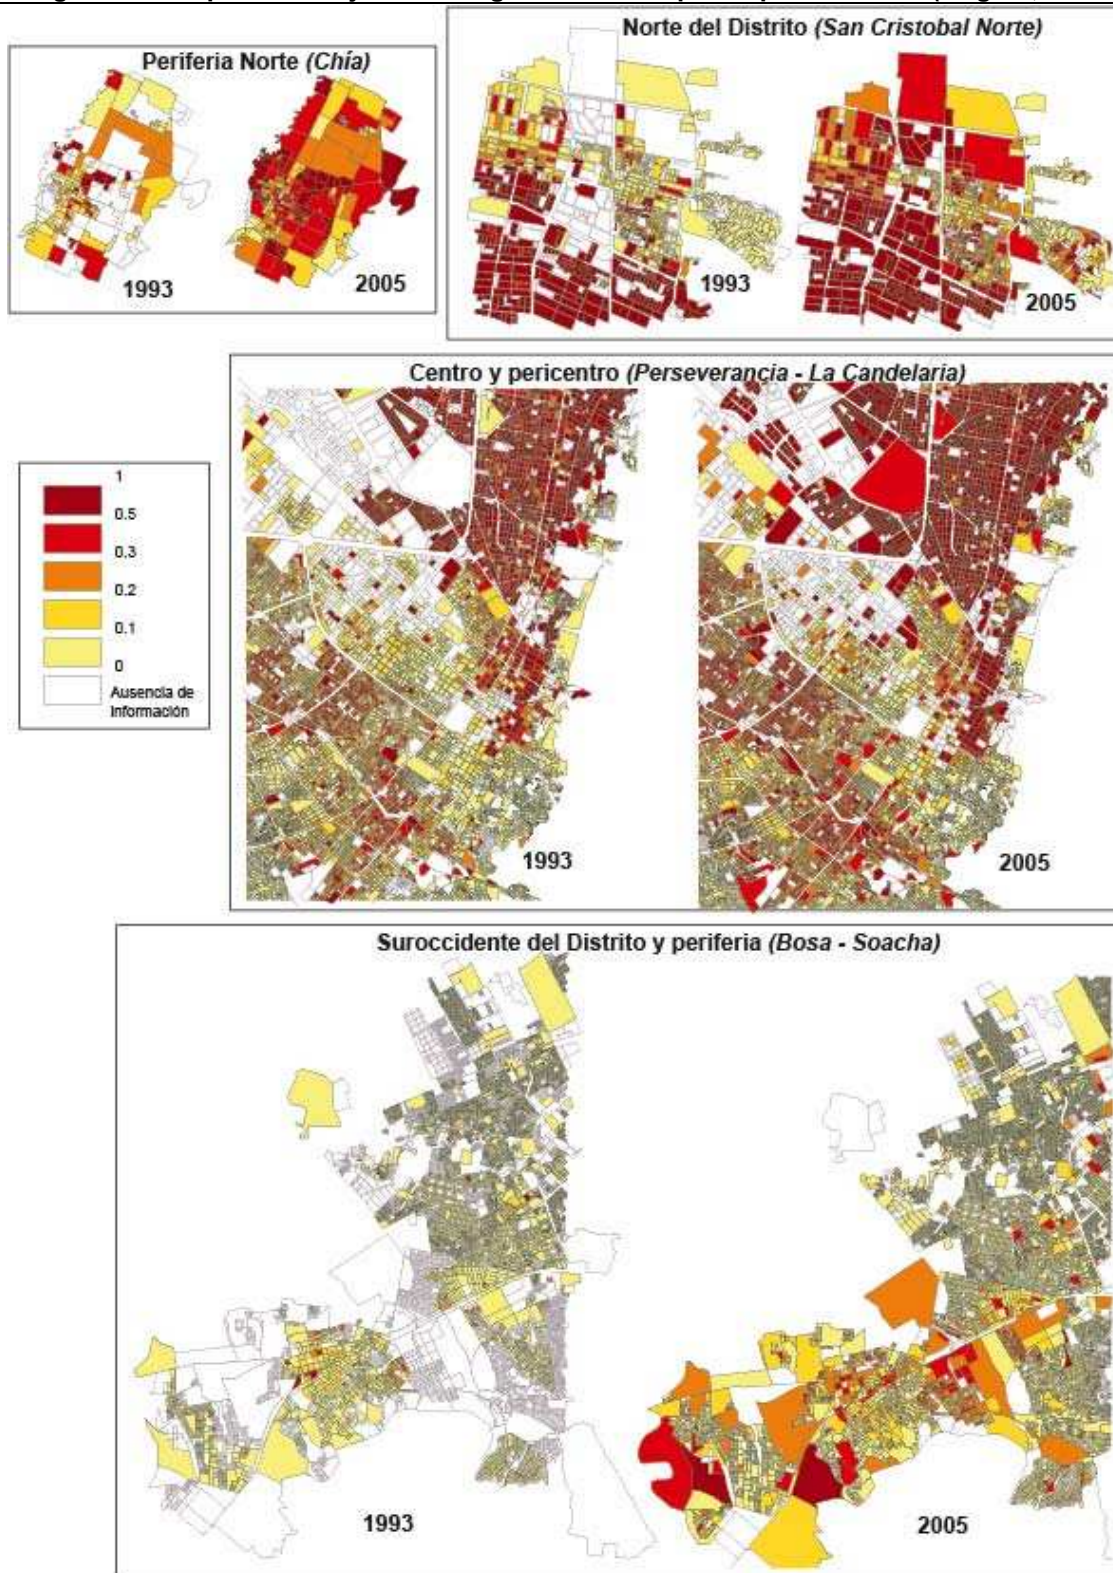 Periferia Norte (Chía)
1993
2005
Norte del Distrito (San Cristobal Norte)
1993
2005
Centro y pericentro (Perseverancia - La Candelaria)
1993
2005
1
0.5
0.3
0.2
0.1
0
Ausencia de
Información
Suroccidente del Distrito y periferia (Bosa - Soacha)
1993
2005